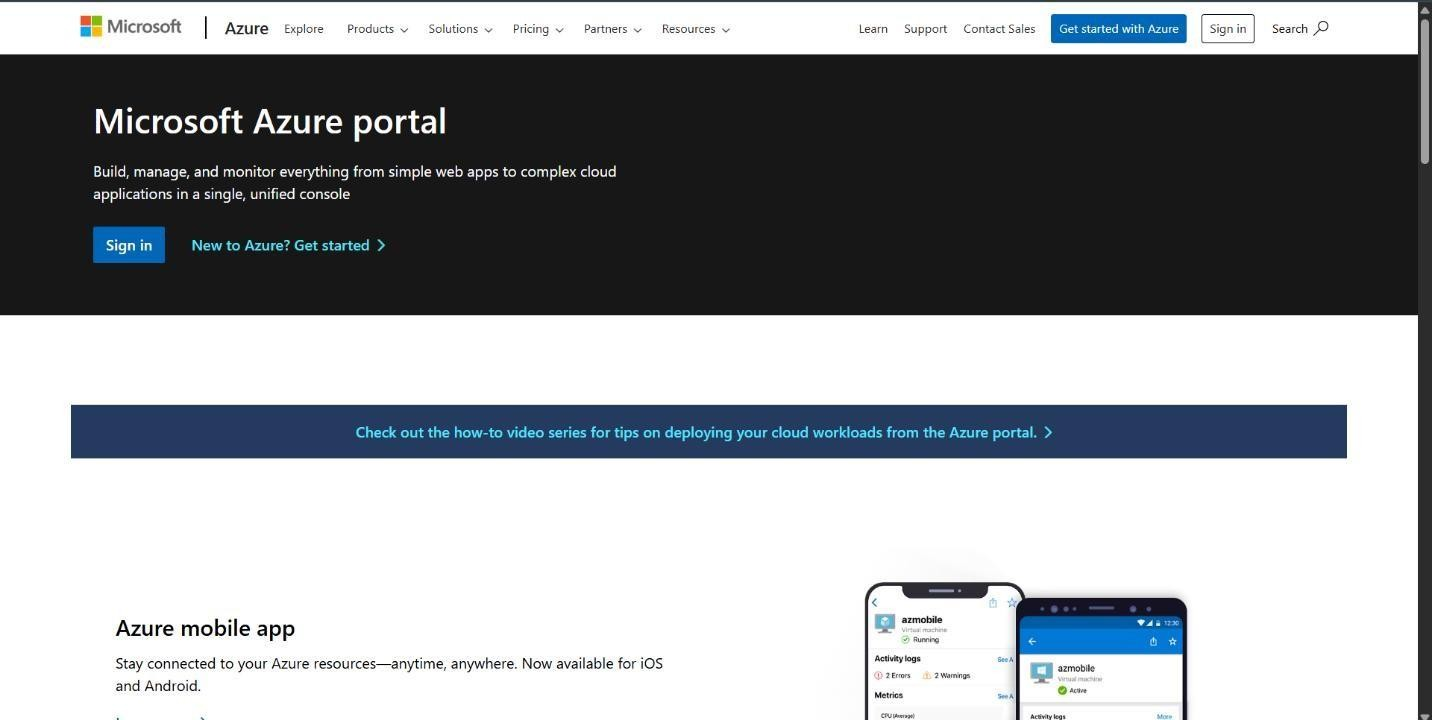 Microsoft
Azure
Explore
Products
Solutions
Pricing
Partners
Resources
Learn
Support
Contact Sales
Get started with Azure
Sign in
Search
Microsoft Azure portal
Build, manage, and monitor everything from simple web apps to complex cloud
applications in a single, unified console
Sign in
New to Azure? Get started
Check out the how-to video series for tips on deploying your cloud workloads from the Azure portal.
Azure mobile app
Stay connected to your Azure resources—anytime, anywhere. Now available for iOS
and Android.
azmobile
Virtual machine
Running
Activity logs
See A
2 Errors
2 Warnings
Metrics
See A
CPU (Average)
12:30
azmobile
Virtual machine
Active
Activity logs
More